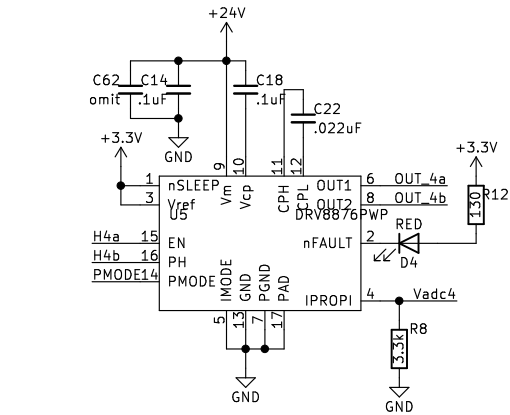 +24V
C62
C14
C18
omit
.1uF
.1uF
C22
.022uF
+3.3V
GND
+3.3V
9
10
11
12
1
nSLEEP
Vm
Vcp
CPH
CPL
OUT1
6
OUT_4a
3
Vref
OUT2
8
OUT_4b
130
R12
U5
DRV8876PWP
RED
H4a
15
EN
nFAULT
2
H4b
16
PH
D4
PMODE
14
PMODE
IMODE
GND
PGND
PAD
IPROPI
4
Vadc4
5
13
7
17
3.3k
R8
GND
GND